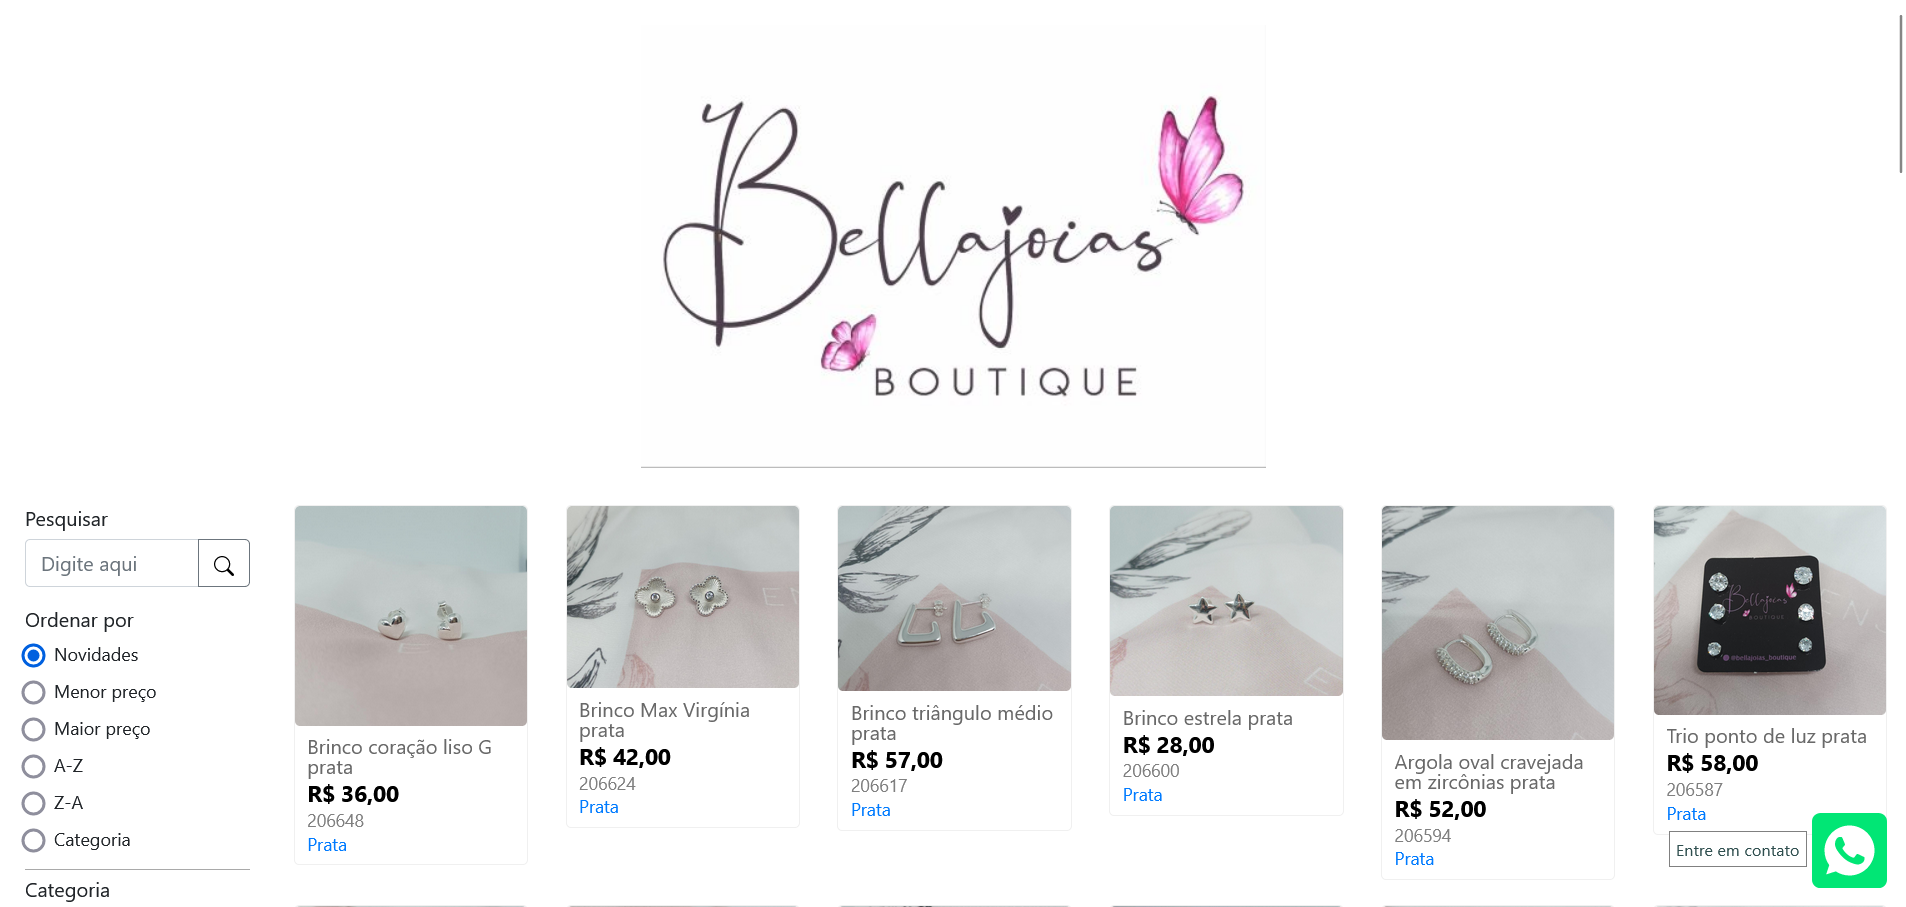 Bellajoias
BOUTIQUE
Pesquisar
Digite aqui
Ordenar por
Novidades
Menor preço
Maior preço
A-Z
Z-A
Categoria
Categoria
Brinco coração liso G
prata
R$ 36,00
206648
Prata
Brinco Max Virgínia
prata
R$ 42,00
206624
Prata
Brinco triângulo médio
prata
R$ 57,00
206617
Prata
Brinco estrela prata
R$ 28,00
206600
Prata
Argola oval cravejada
em zircônias prata
R$ 52,00
206594
Prata
Bellajoias
BOUTIQUE
@bellajoias_boutique
Trio ponto de luz prata
R$ 58,00
206587
Prata
Entre em contato